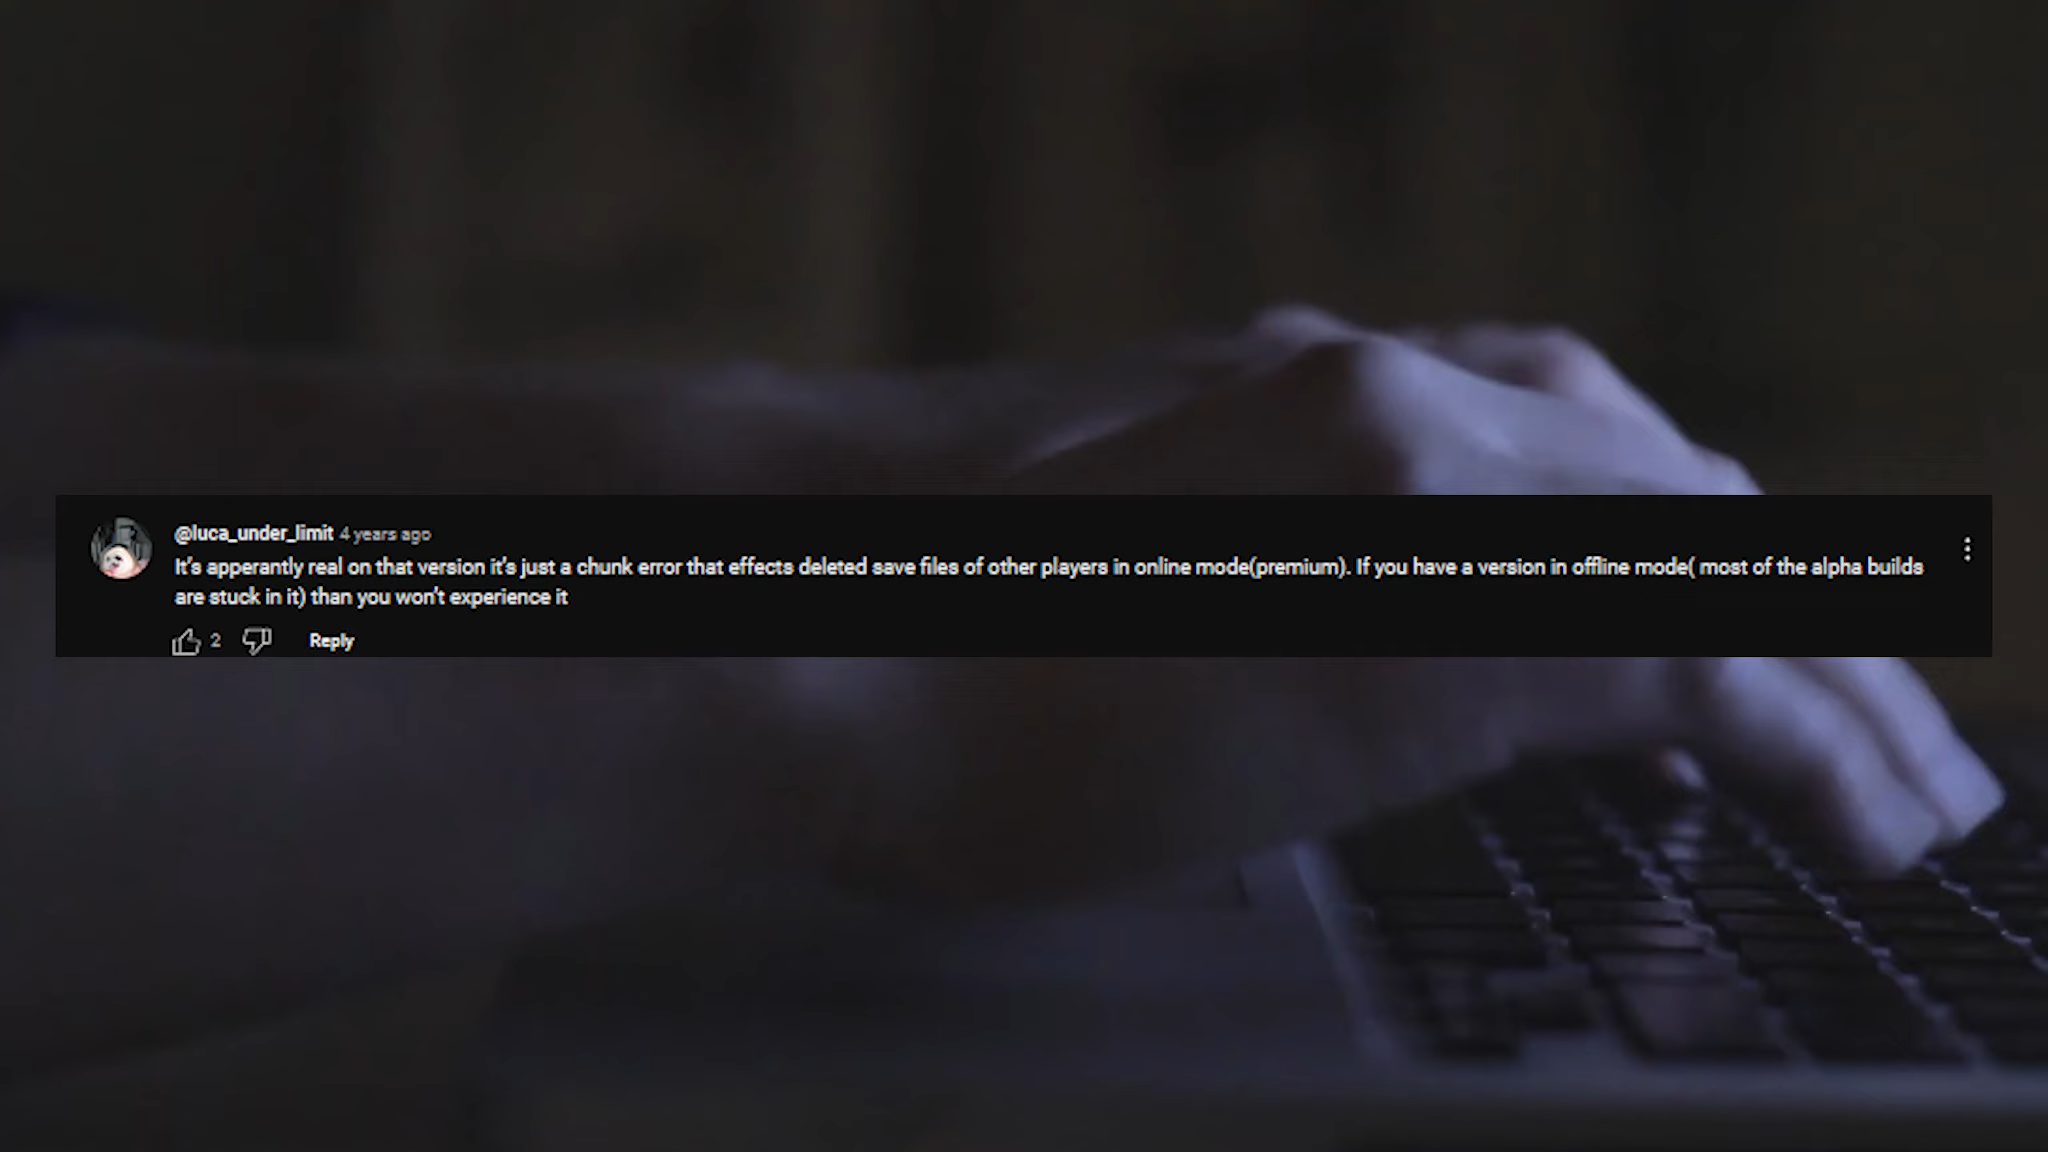 @luca_under_limit 4 years ago
It's apperantly real on that version it's just a chunk error that effects deleted save files of other players in online mode(premium). If you have a version in offline mode( most of the alpha builds
are stuck in it) than you won't experience it
2 Reply